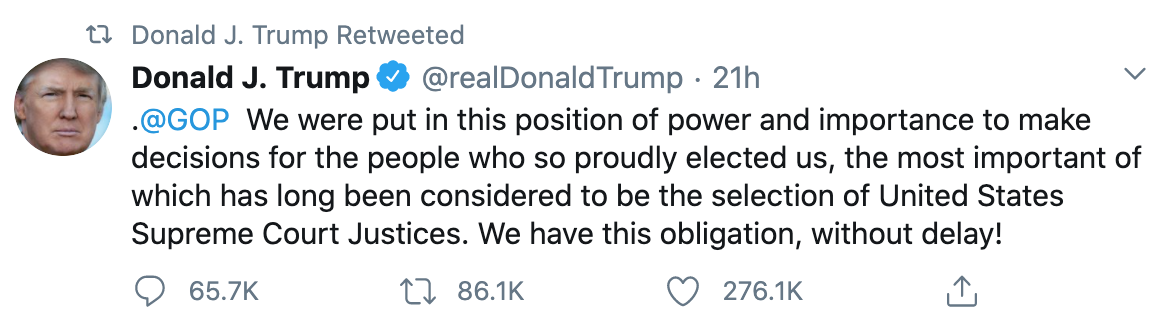 Donald J. Trump Retweeted
Donald J. Trump @realDonaldTrump · 21h
.@GOP We were put in this position of power and importance to make
decisions for the people who so proudly elected us, the most important of
which has long been considered to be the selection of United States
Supreme Court Justices. We have this obligation, without delay!
65.7K 86.1K 276.1K